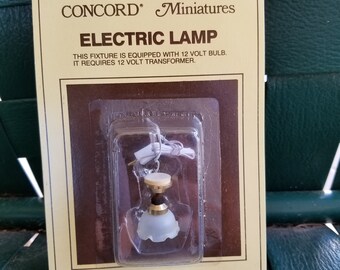 CONCORD® Miniatures
ELECTRIC LAMP
THIS FIXTURE IS EQUIPPED WITH 12 VOLT BULB.
IT REQUIRES 12 VOLT TRANSFORMER.